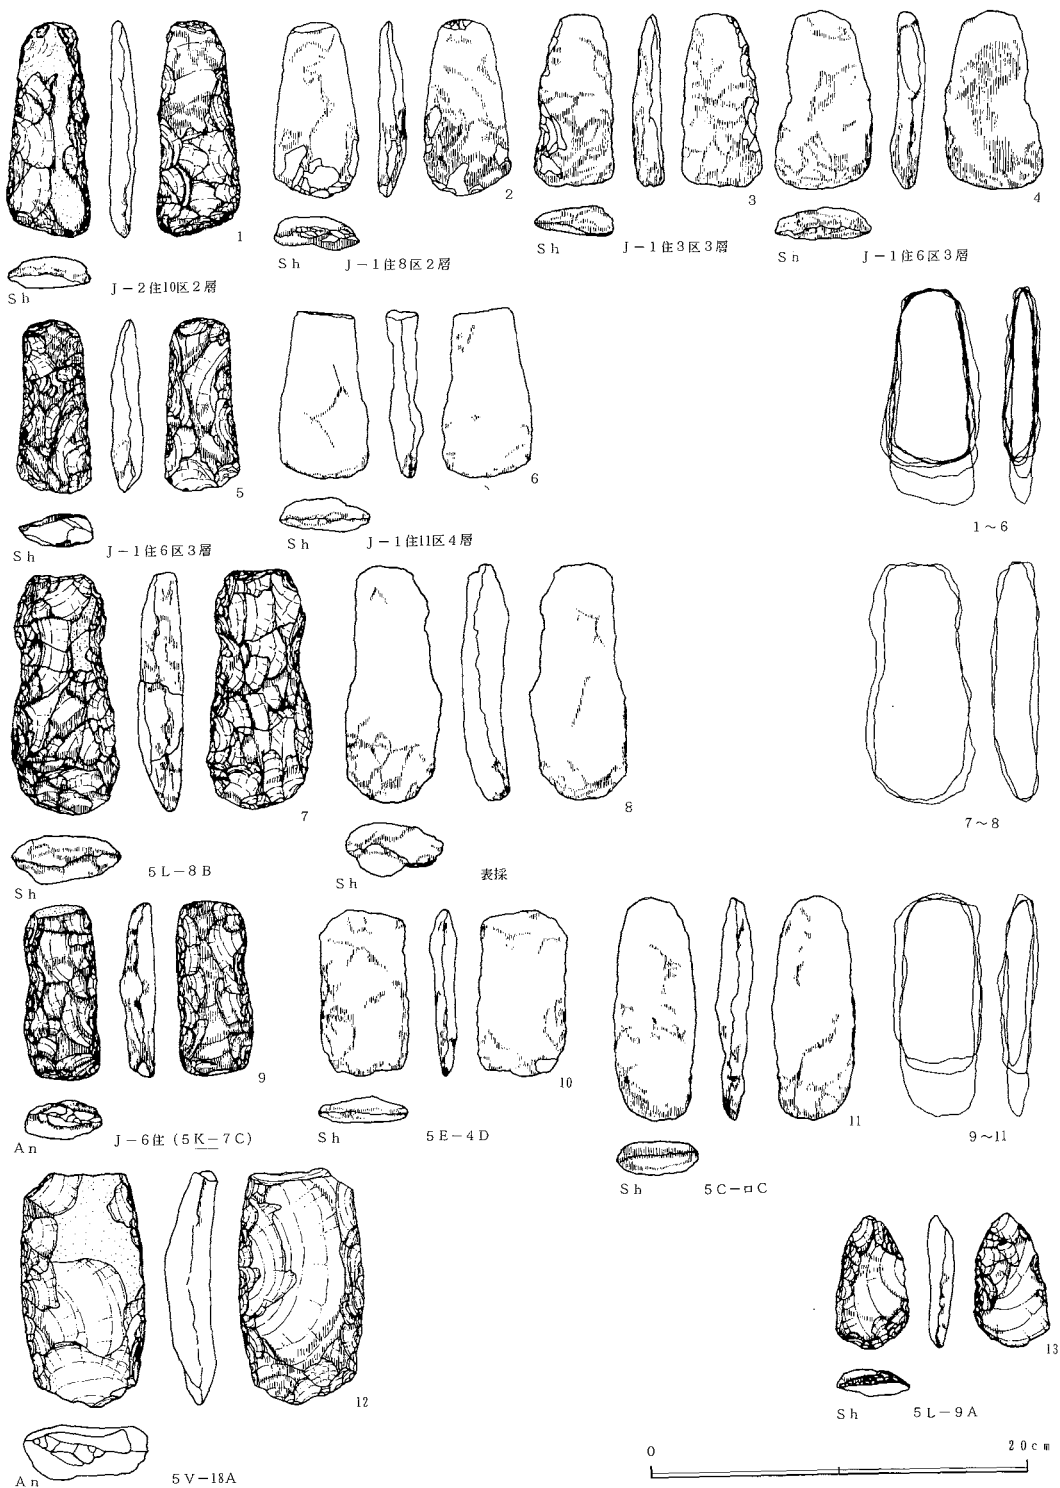 1
2
3
4
Sh
J－2住10区2層
Sh
J－1住8区2層
Sh
J－1住3区3層
Sh
J－1住6区3層
5
6
1～6
Sh
J－1住6区3層
Sh
J－1住11区4層
7
8
7～8
Sh
5L－8B
Sh
表採
9
10
11
9～11
An
J－6住（5K－7C）
Sh
5E－4D
Sh
5C－ロC
12
13
An
5V－18A
Sh
5L－9A
0
20cm